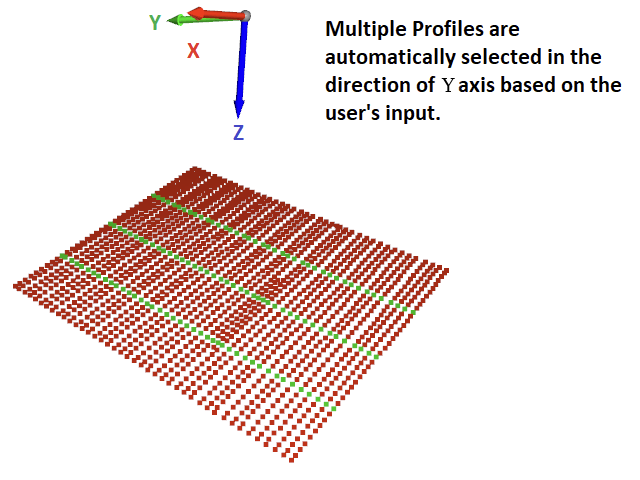 Y
X
Z
Multiple Profiles are
automatically selected in the
direction of Y axis based on the
user's input.